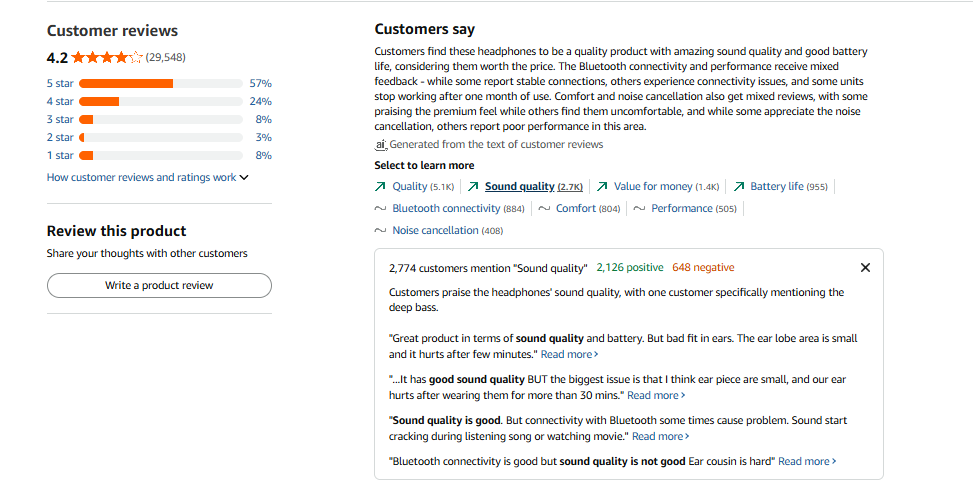 Customer reviews
4.2 (29,548)
5 star 57%
4 star 24%
3 star 8%
2 star 3%
1 star 8%
How customer reviews and ratings work
Review this product
Share your thoughts with other customers
Write a product review
Customers say
Customers find these headphones to be a quality product with amazing sound quality and good battery
life, considering them worth the price. The Bluetooth connectivity and performance receive mixed
feedback - while some report stable connections, others experience connectivity issues, and some units
stop working after one month of use. Comfort and noise cancellation also get mixed reviews, with some
praising the premium feel while others find them uncomfortable, and while some appreciate the noise
cancellation, others report poor performance in this area.
ai Generated from the text of customer reviews
Select to learn more
Quality (5.1K) Sound quality (2.7K) Value for money (1.4K) Battery life (955)
Bluetooth connectivity (884) Comfort (804) Performance (505)
Noise cancellation (408)
2,774 customers mention "Sound quality" 2,126 positive 648 negative
Customers praise the headphones' sound quality, with one customer specifically mentioning the
deep bass.
"Great product in terms of sound quality and battery. But bad fit in ears. The ear lobe area is small
and it hurts after few minutes." Read more
"...It has good sound quality BUT the biggest issue is that I think ear piece are small, and our ear
hurts after wearing them for more than 30 mins." Read more
"Sound quality is good. But connectivity with Bluetooth some times cause problem. Sound start
cracking during listening song or watching movie." Read more
"Bluetooth connectivity is good but sound quality is not good Ear cousin is hard" Read more